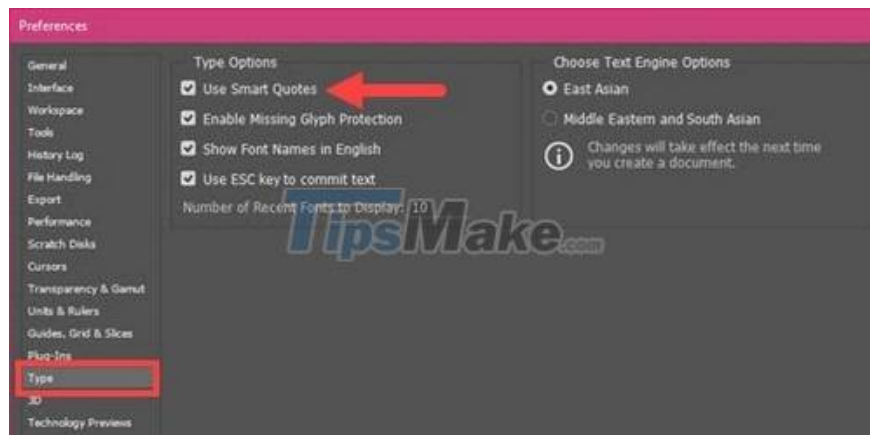 Preferences
General
Interface
Workspace
Tools
History Log
File Handling
Export
Performance
Scratch Disks
Cursors
Transparency & Gamut
Units & Rulers
Guides, Grid & Slices
Plug-Ins
Type
3D
Technology Previews
Type Options
Use Smart Quotes
Enable Missing Glyph Protection
Show Font Names in English
Use ESC key to commit text
Number of Recent Fonts to Display: 10
Choose Text Engine Options
East Asian
Middle Eastern and South Asian
Changes will take effect the next time
you create a document.
TipsMake.com